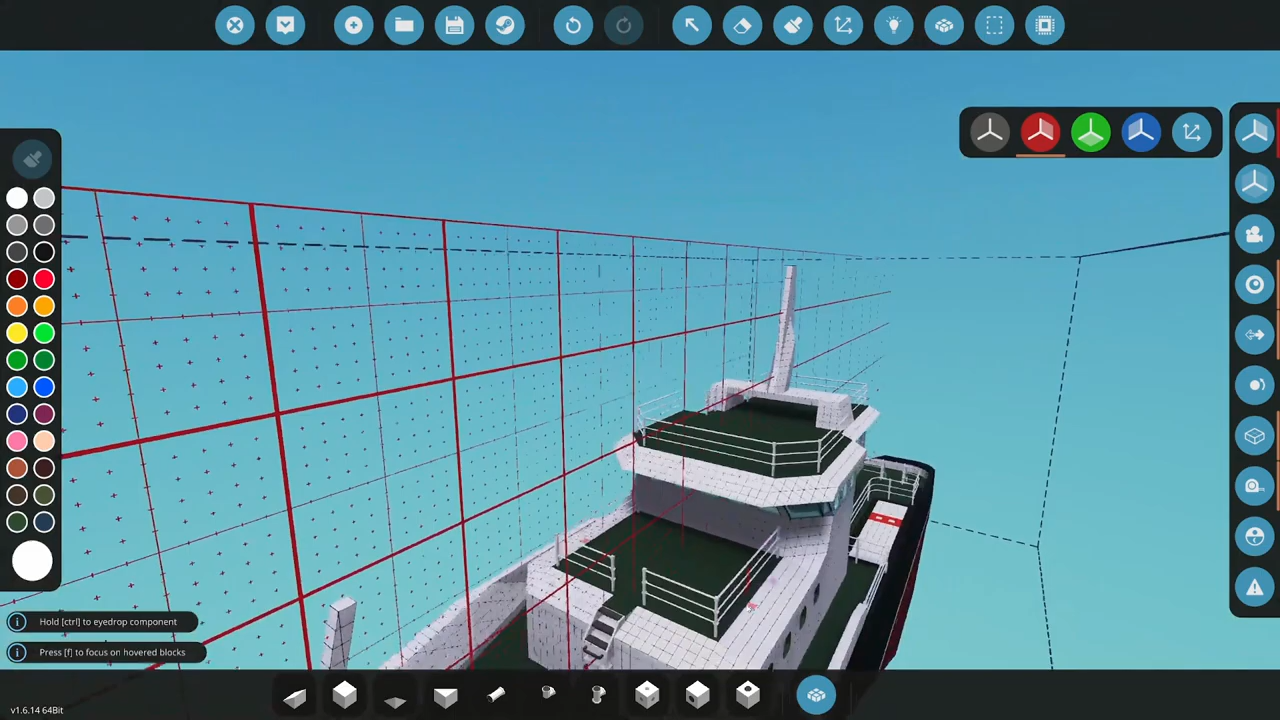 Hold [ctrl] to eyedrop component
Press [f] to focus on hovered blocks
v1.6.14 64Bit